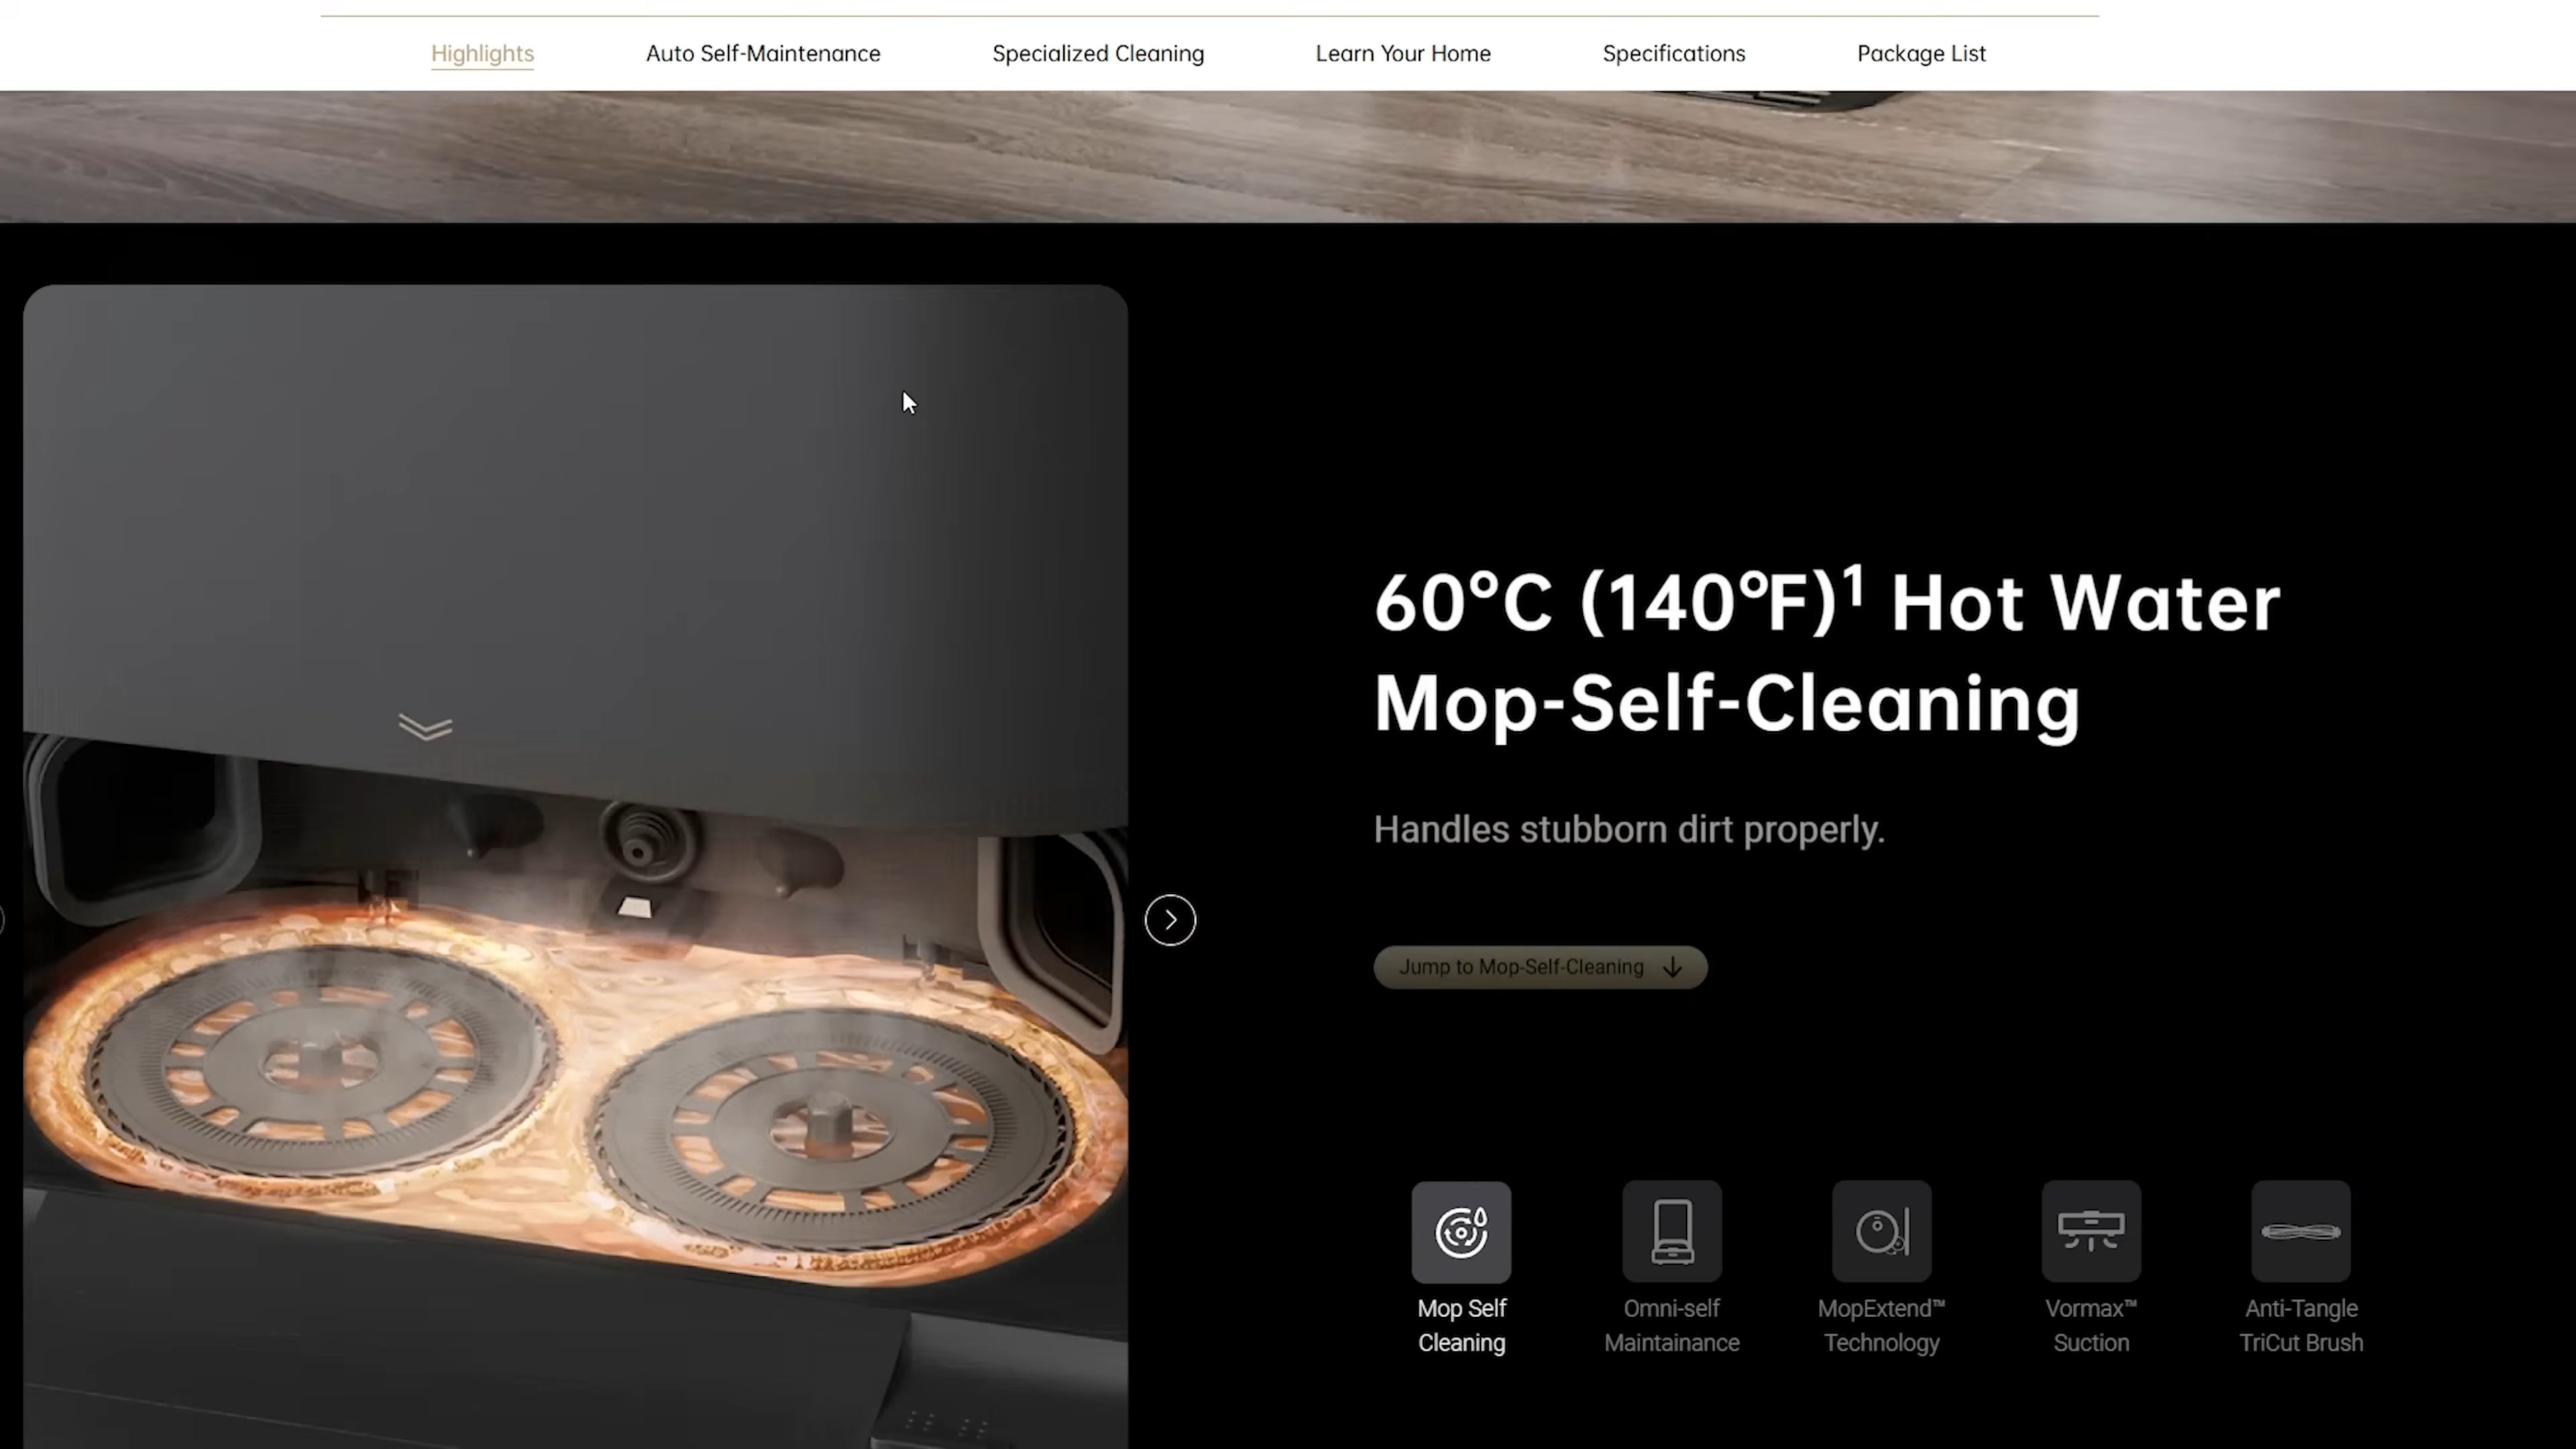 Highlights
Auto Self-Maintenance
Specialized Cleaning
Learn Your Home
Specifications
Package List
60°C (140°F)¹ Hot Water
Mop-Self-Cleaning
Handles stubborn dirt properly.
Jump to Mop-Self-Cleaning
Mop Self
Cleaning
Omni-self
Maintainance
MopExtend™
Technology
Vormax™
Suction
Anti-Tangle
TriCut Brush